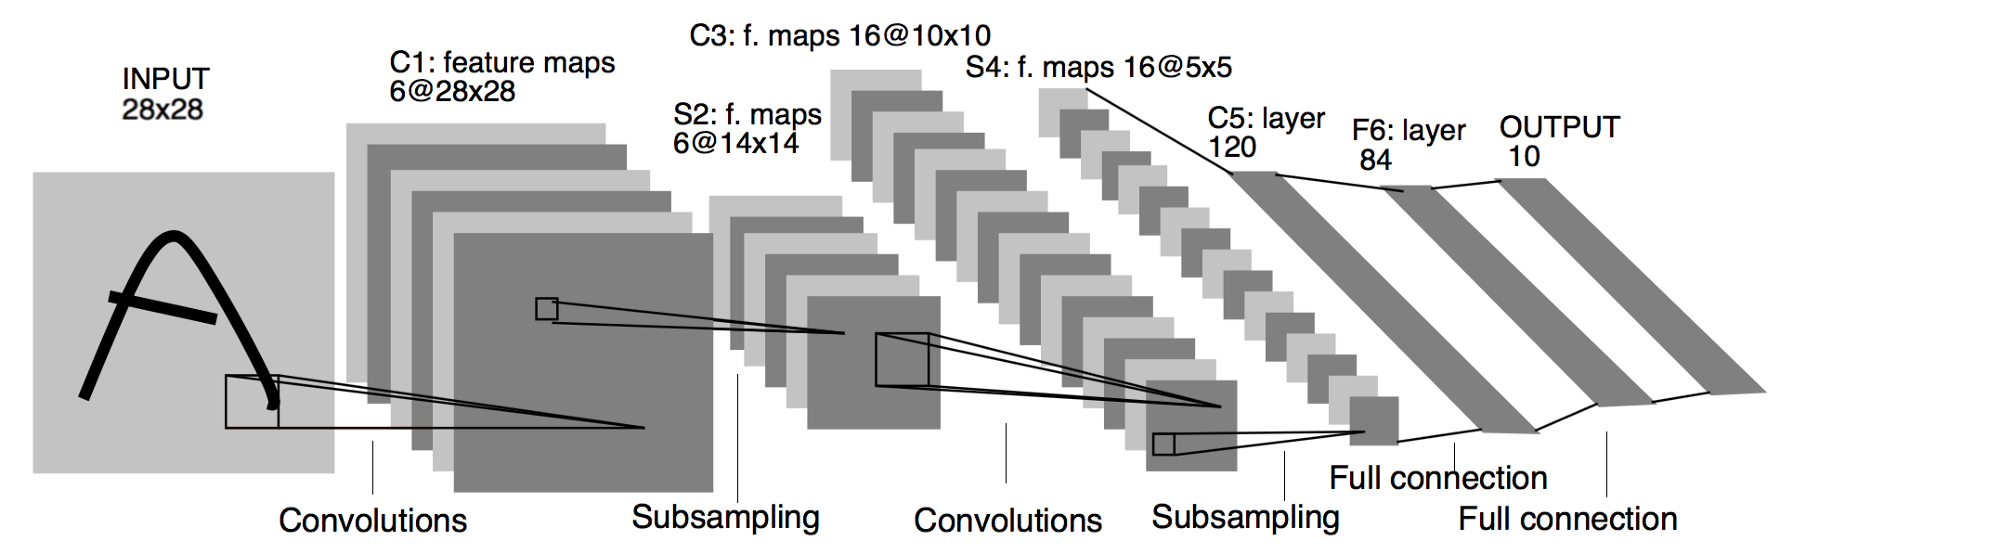 INPUT
28x28
C1: feature maps
6@28x28
S2: f. maps
6@14x14
C3: f. maps 16@10x10
S4: f. maps 16@5x5
C5: layer
120
F6: layer
84
OUTPUT
10
Convolutions
Subsampling
Convolutions
Subsampling
Full connection
Full connection